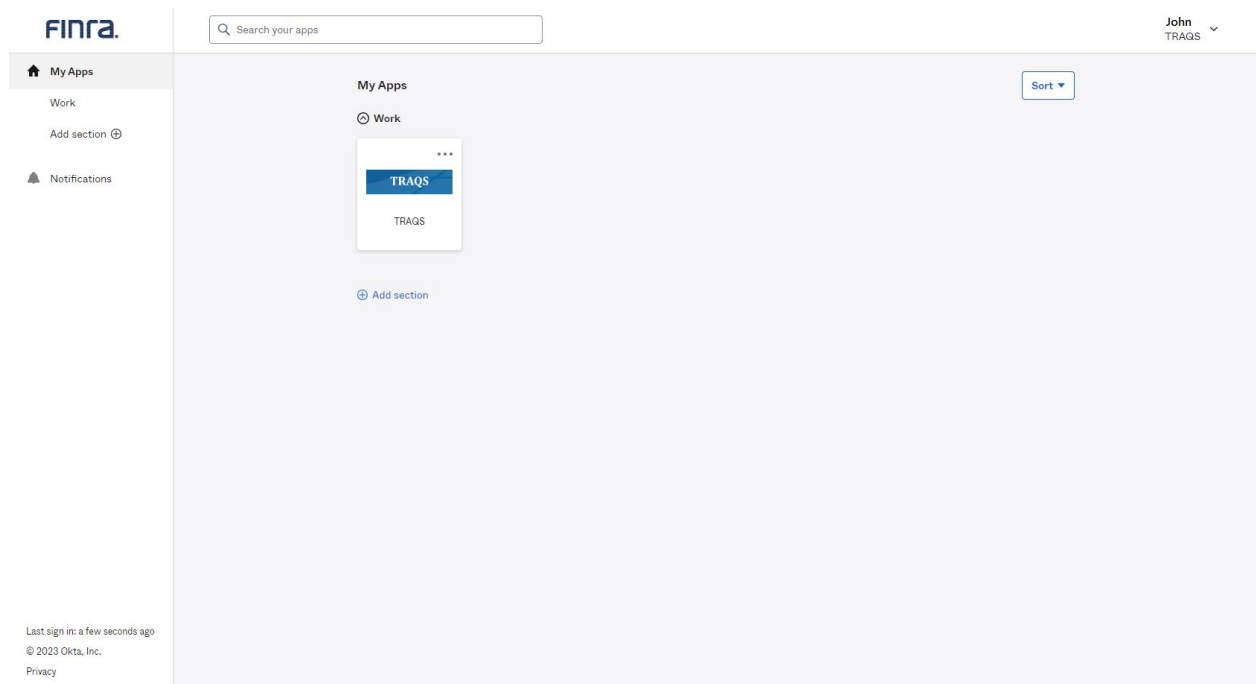 Finra.
Search your apps
John
TRAQS
My Apps
Work
Add section
Notifications
My Apps
Sort
Work
TRAQS
TRAQS
Add section
Last sign in: a few seconds ago
© 2023 Okta, Inc.
Privacy